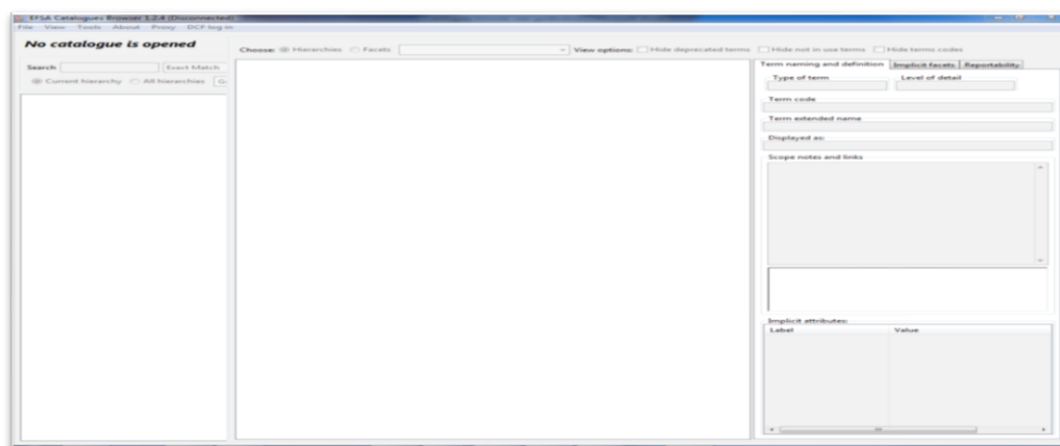 EFSA Catalogues Browser 1.2.4 (Disconnected)
File View Tools About Proxy DCF log in
No catalogue is opened
Choose: Hierarchies Facets View options: Hide deprecated terms Hide not in use terms Hide terms codes
Search Exact Match
Current hierarchy All hierarchies
Term naming and definition Implicit facets Reportability
Type of term Level of detail
Term code
Term extended name
Displayed as:
Scope notes and links
Implicit attributes:
Label Value